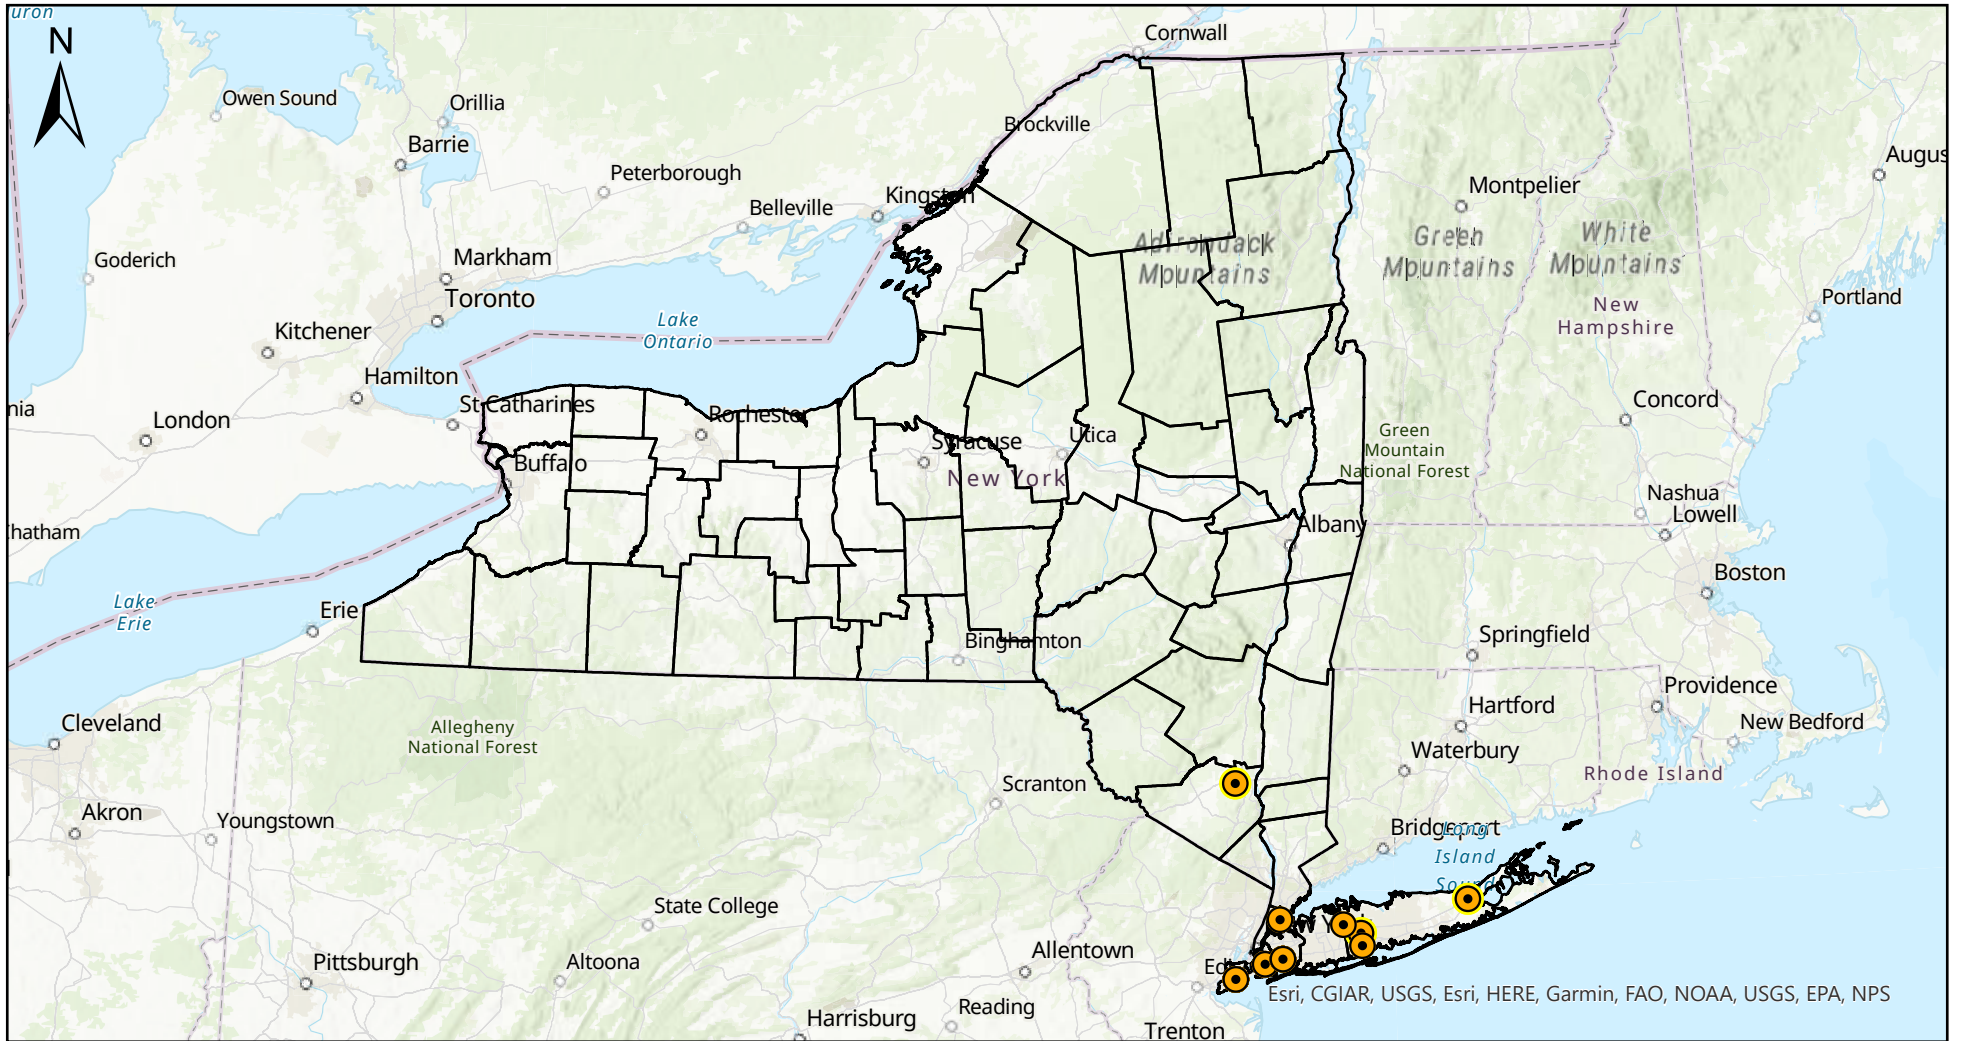 uron
N
Cornwall
Owen Sound
Orillia
Brockville
Barrie
Augus
Peterborough
Montpelier
Kingston
Belleville
Adirondack
Mountains
Green
Mountains
White
Mountains
Goderich
Markham
Toronto
New
Hampshire
Portland
Lake
Ontario
Kitchener
Hamilton
St Catharines
nia
London
Rochester
Concord
Syracuse
Utica
Green
Mountain
National Forest
Buffalo
New York
Nashua
Lowell
Chatham
Albany
Boston
Lake
Erie
Erie
Binghamton
Springfield
Providence
Hartford
New Bedford
Cleveland
Allegheny
National Forest
Waterbury
Rhode Island
Scranton
Akron
Youngstown
Bridgeport
Long
Island
Sound
State College
Allentown
Pittsburgh
Altoona
Esri, CGIAR, USGS, Esri, HERE, Garmin, FAO, NOAA, USGS, EPA, NPS
Reading
Harrisburg
Trenton